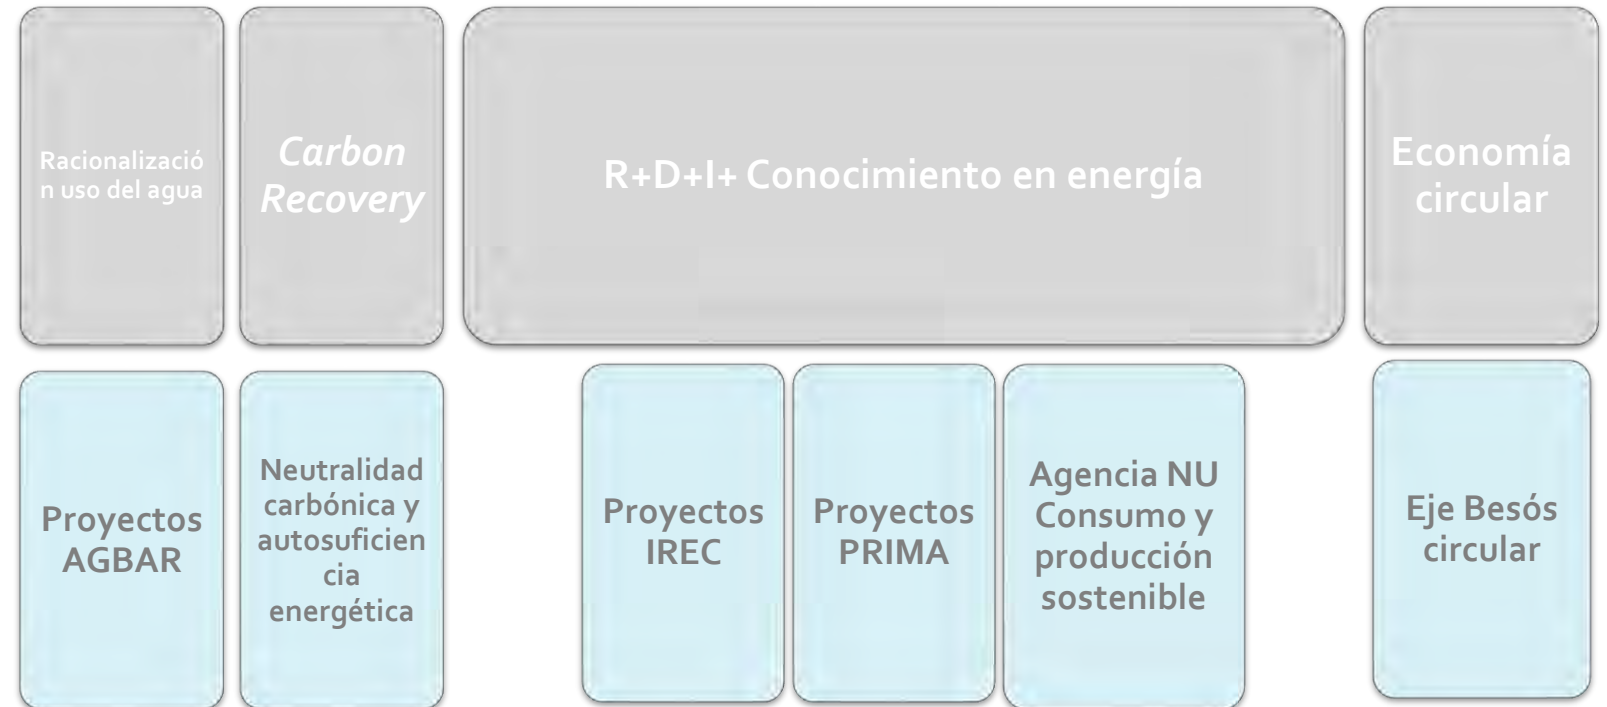 Racionalizació
n uso del agua
Carbon
Recovery
R+D+I+ Conocimiento en energía
Economía
circular
Proyectos
AGBAR
Neutralidad
carbónica y
autosuficien
cia
energética
Proyectos
IREC
Proyectos
PRIMA
Agencia NU
Consumo y
producción
sostenible
Eje Besós
circular